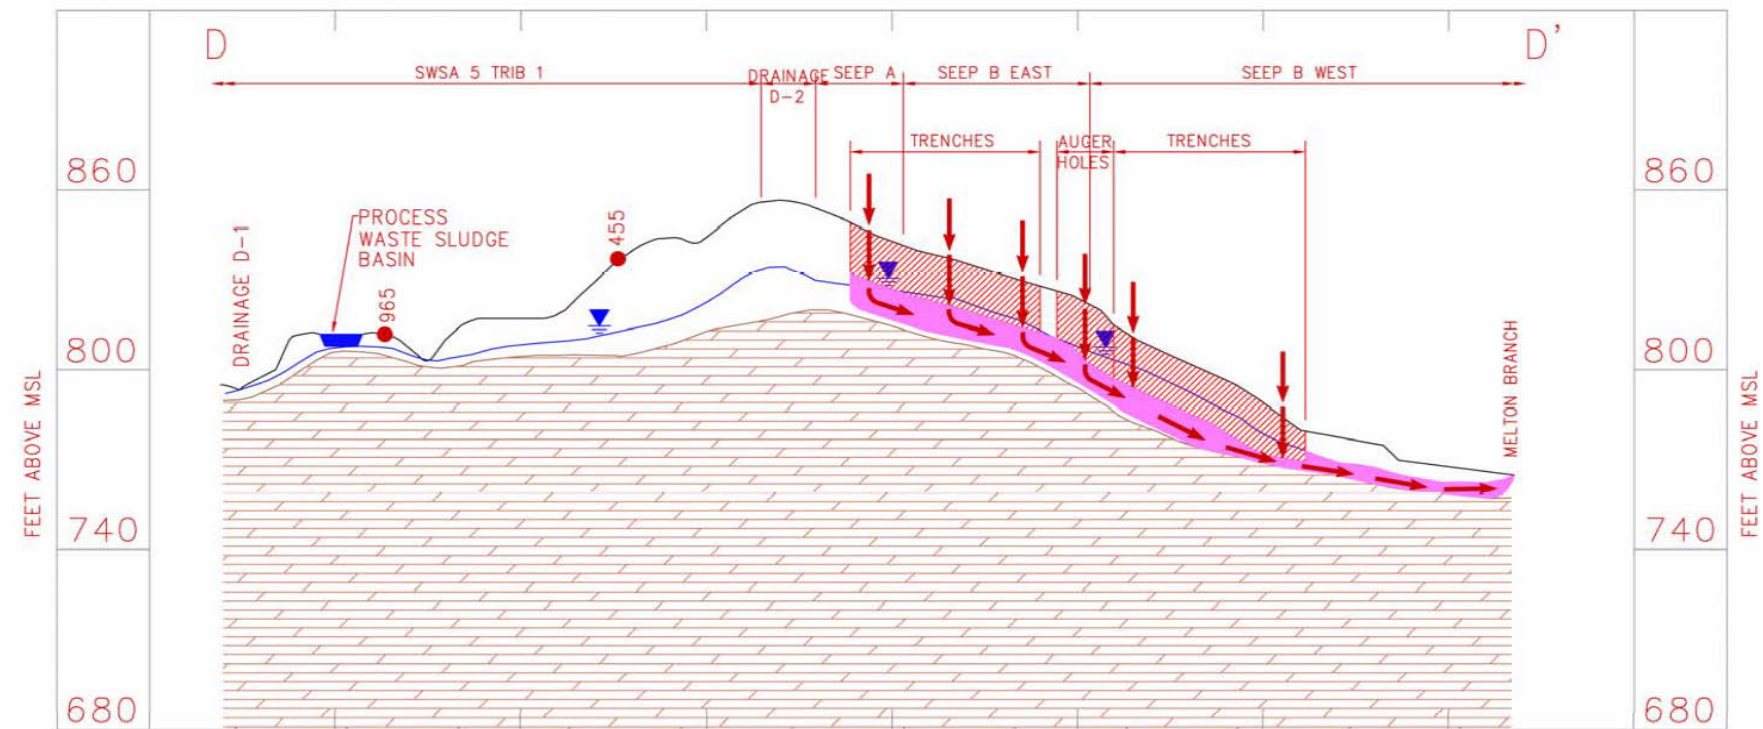 D
D'
SWSA 5 TRIB 1
DRAINAGE
D-2
SEEP A
SEEP B EAST
SEEP B WEST
TRENCHES
AUGER
HOLES
TRENCHES
860
860
PROCESS
WASTE SLUDGE
BASIN
455
DRAINAGE D-1
965
800
800
MELTON BRANCH
FEET ABOVE MSL
FEET ABOVE MSL
740
740
680
680